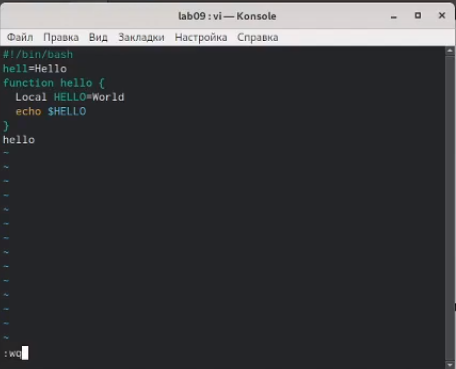 lab09 : vi — Konsole
Файл Правка Вид Закладки Настройка Справка
#!/bin/bash
hell=Hello
function hello {
  Local HELLO=World
  echo $HELLO
}
hello
~
~
~
~
~
~
~
~
~
~
~
~
~
~
:wq